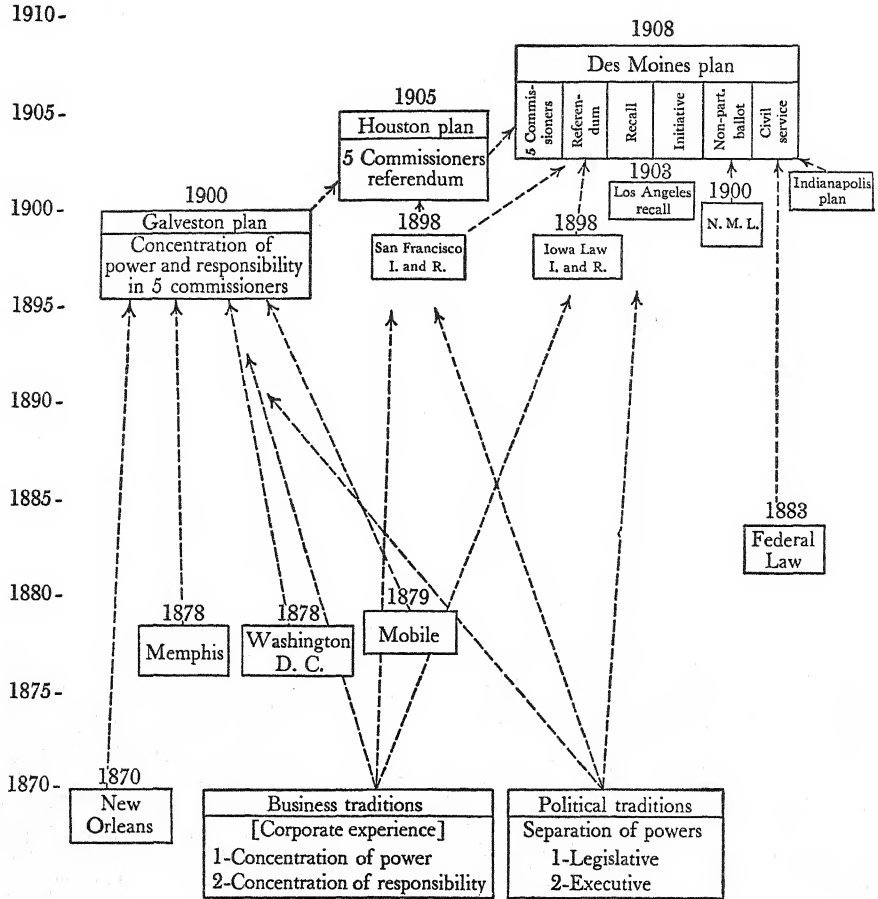 1910-
1908
Des Moines plan
5 Commis-
sioners
Referen-
dum
Recall
Initiative
Non-part.
ballot
Civil
service
1905-
1905
Houston plan
5 Commissioners
referendum
1903
Los Angeles
recall
1900
N. M. L.
Indianapolis
plan
1900-
1900
Galveston plan
Concentration of
power and responsibility
in 5 commissioners
1898
San Francisco
I. and R.
1898
Iowa Law
I. and R.
1895-
1890-
1885-
1883
Federal
Law
1880-
1878
Memphis
1878
Washington
D. C.
1879
Mobile
1875-
1870-
1870
New
Orleans
Business traditions
[Corporate experience]
1-Concentration of power
2-Concentration of responsibility
Political traditions
Separation of powers
1-Legislative
2-Executive